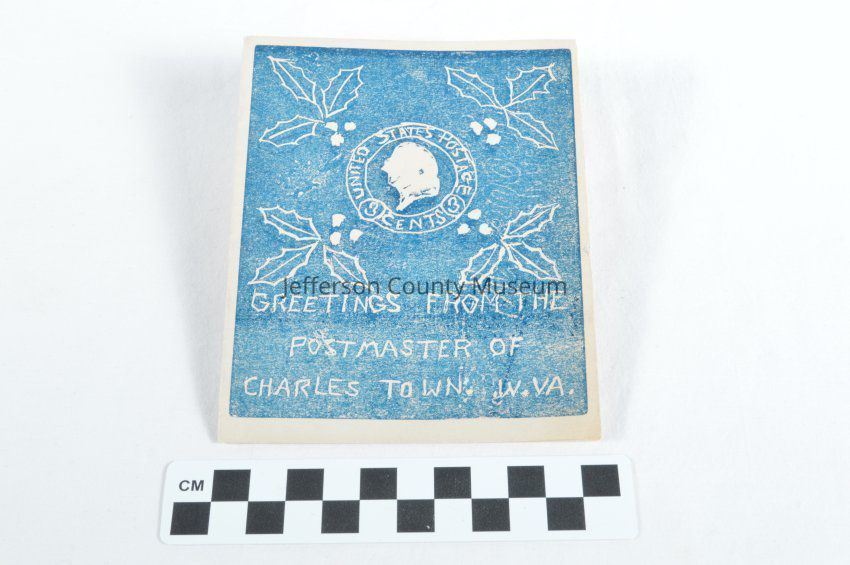 UNITED STATES POSTAGE
3 CENTS 3
Jefferson County Museum
GREETINGS FROM THE
POSTMASTER OF
CHARLES TOWN. W.VA.
CM